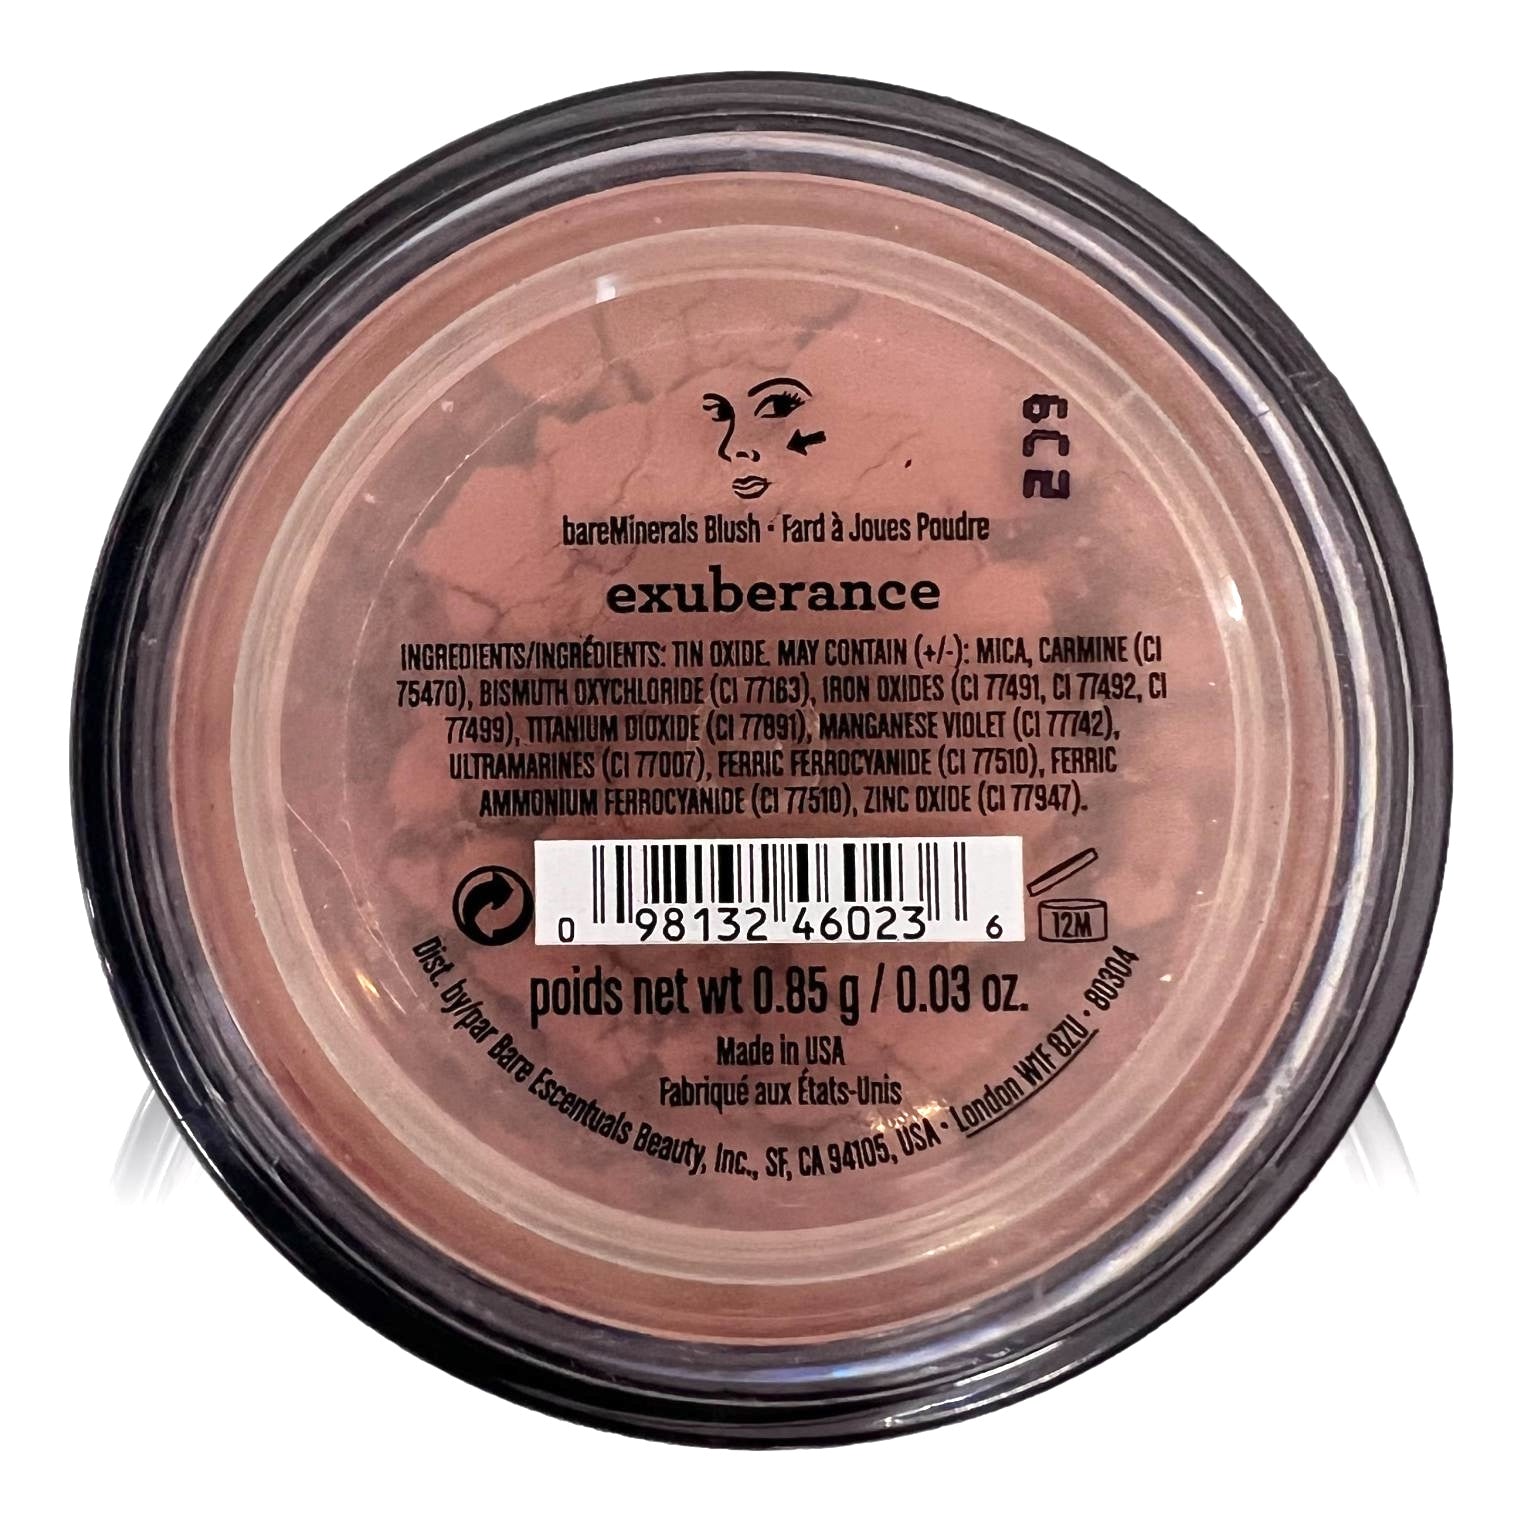 6CJ2
bareMinerals Blush • Fard à Joues Poudre
exuberance
INGREDIENTS/INGRÉDIENTS: TIN OXIDE. MAY CONTAIN (+/-): MICA, CARMINE (CI
75470), BISMUTH OXYCHLORIDE (CI 77163), IRON OXIDES (CI 77491, CI 77492, CI
77499), TITANIUM DIOXIDE (CI 77891), MANGANESE VIOLET (CI 77742),
ULTRAMARINES (CI 77007), FERRIC FERROCYANIDE (CI 77510), FERRIC
AMMONIUM FERROCYANIDE (CI 77510), ZINC OXIDE (CI 77947).
0 98132 46023 6
12M
poids net wt 0.85 g / 0.03 oz.
Made in USA
Fabriqué aux États-Unis
Dist. by/par Bare Escentuals Beauty, Inc., SF, CA 94105, USA • London W1F 8ZU • 80304